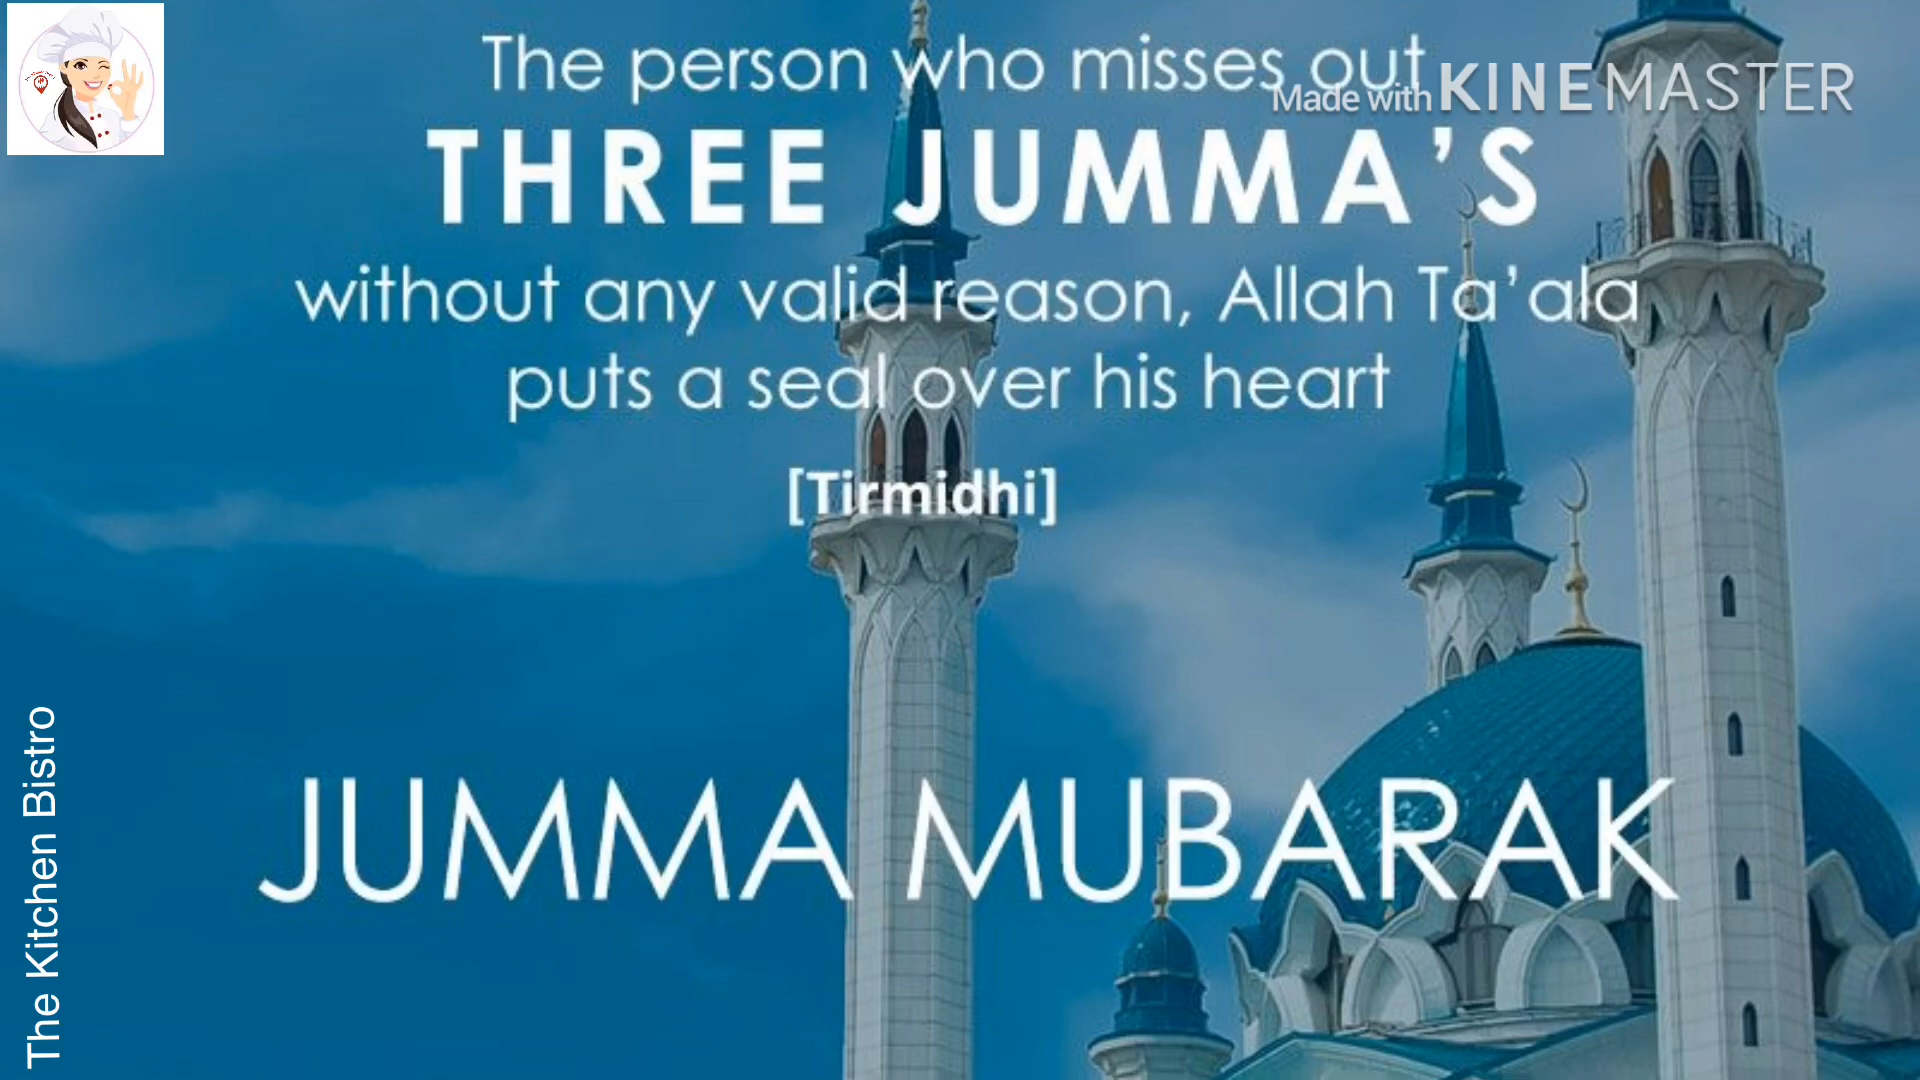 The person who misses out
Made with KINEMASTER
THREE JUMMA’S
without any valid reason, Allah Ta’ala
puts a seal over his heart
[Tirmidhi]
JUMMA MUBARAK
The Kitchen Bistro